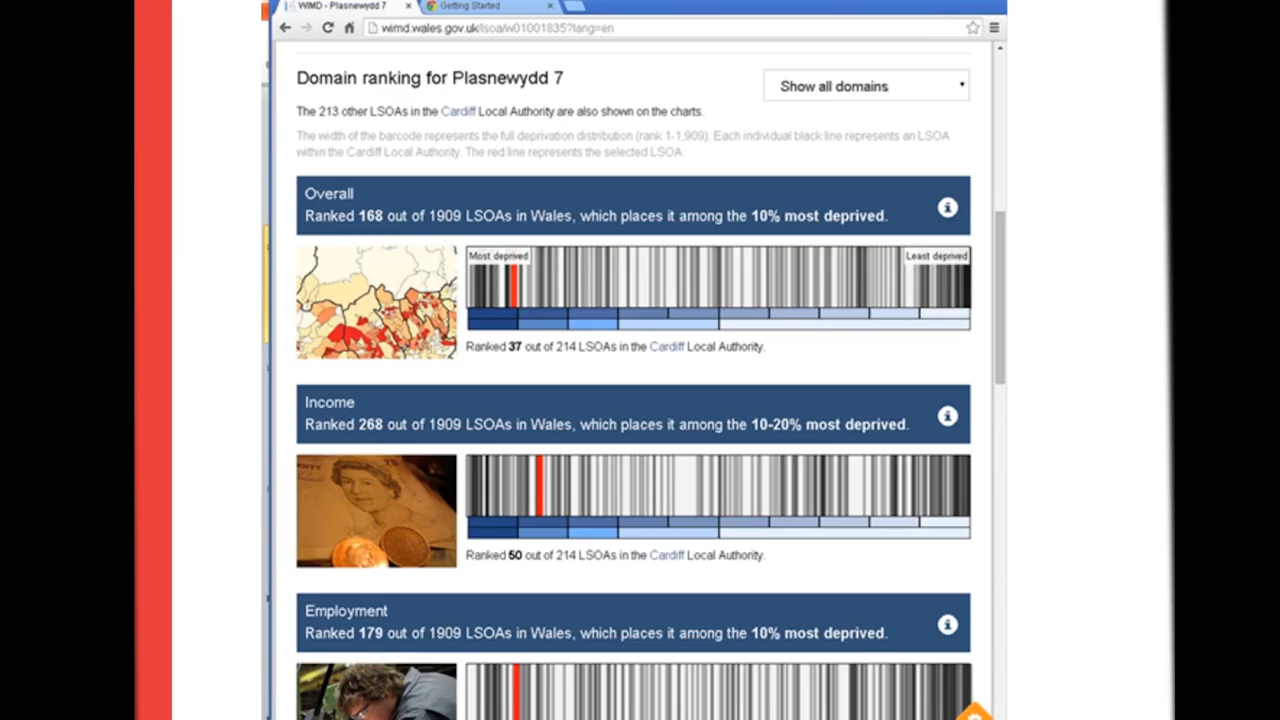 WIMD - Plasnewydd 7
Getting Started
wimd.wales.gov.uk/lsoa/w01001835?lang=en
Domain ranking for Plasnewydd 7
Show all domains
The 213 other LSOAs in the Cardiff Local Authority are also shown on the charts.
The width of the barcode represents the full deprivation distribution (rank 1-1,909). Each individual black line represents an LSOA
within the Cardiff Local Authority. The red line represents the selected LSOA
Overall
Ranked 168 out of 1909 LSOAs in Wales, which places it among the 10% most deprived.
Most deprived
Least deprived
Ranked 37 out of 214 LSOAs in the Cardiff Local Authority.
Income
Ranked 268 out of 1909 LSOAs in Wales, which places it among the 10-20% most deprived.
Ranked 50 out of 214 LSOAs in the Cardiff Local Authority.
Employment
Ranked 179 out of 1909 LSOAs in Wales, which places it among the 10% most deprived.